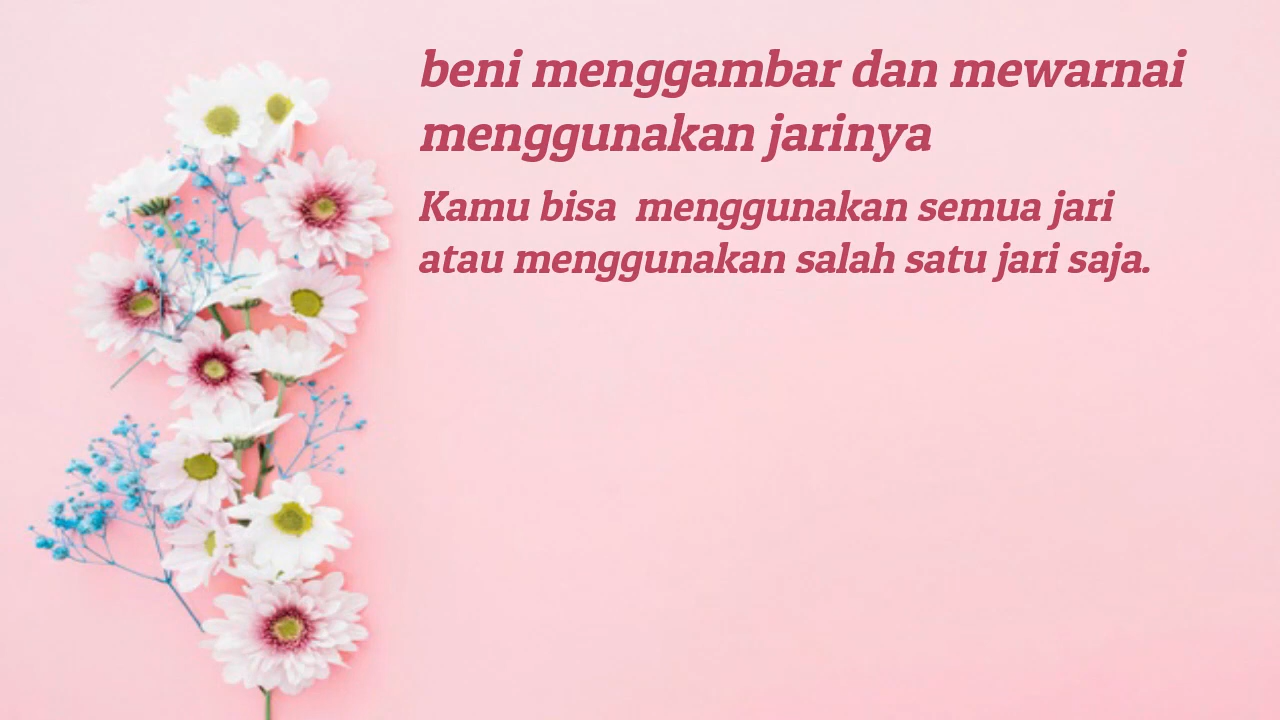 beni menggambar dan mewarnai
menggunakan jarinya
Kamu bisa  menggunakan semua jari
atau menggunakan salah satu jari saja.